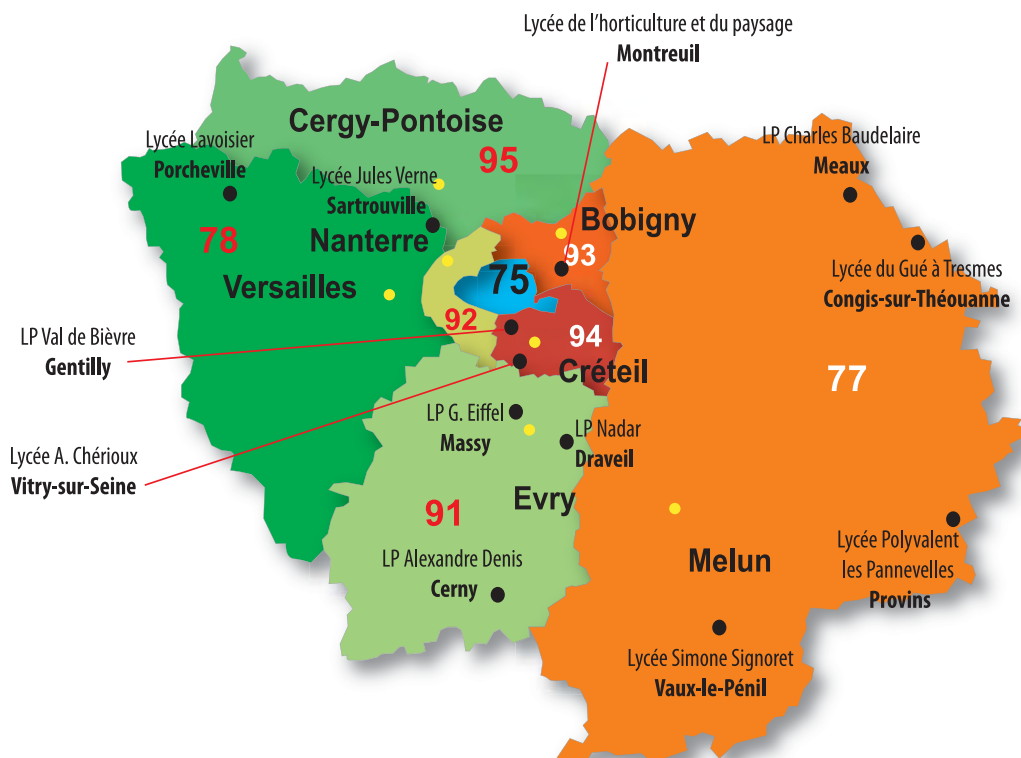 Lycée de l'horticulture et du paysage
Montreuil
Cergy-Pontoise
95
Lycée Lavoisier
Porcheville
LP Charles Baudelaire
Meaux
Lycée Jules Verne
Sartrouville
78
Nanterre
Bobigny
93
Versailles
75
Lycée du Gué à Tresmes
Congis-sur-Théouanne
92
94
LP Val de Bièvre
Gentilly
Créteil
77
LP G. Eiffel
Massy
LP Nadar
Draveil
Lycée A. Chérioux
Vitry-sur-Seine
Evry
91
Lycée Polyvalent
les Pannevelles
Provins
LP Alexandre Denis
Cerny
Melun
Lycée Simone Signoret
Vaux-le-Pénil